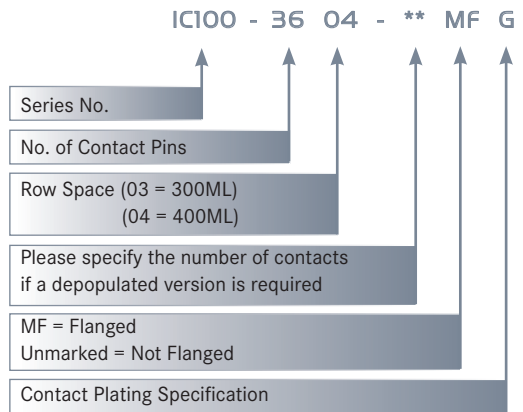 IC100 - 36 04 - ** MF G
Series No.
No. of Contact Pins
Row Space (03 = 300ML)
(04 = 400ML)
Please specify the number of contacts
if a depopulated version is required
MF = Flanged
Unmarked = Not Flanged
Contact Plating Specification